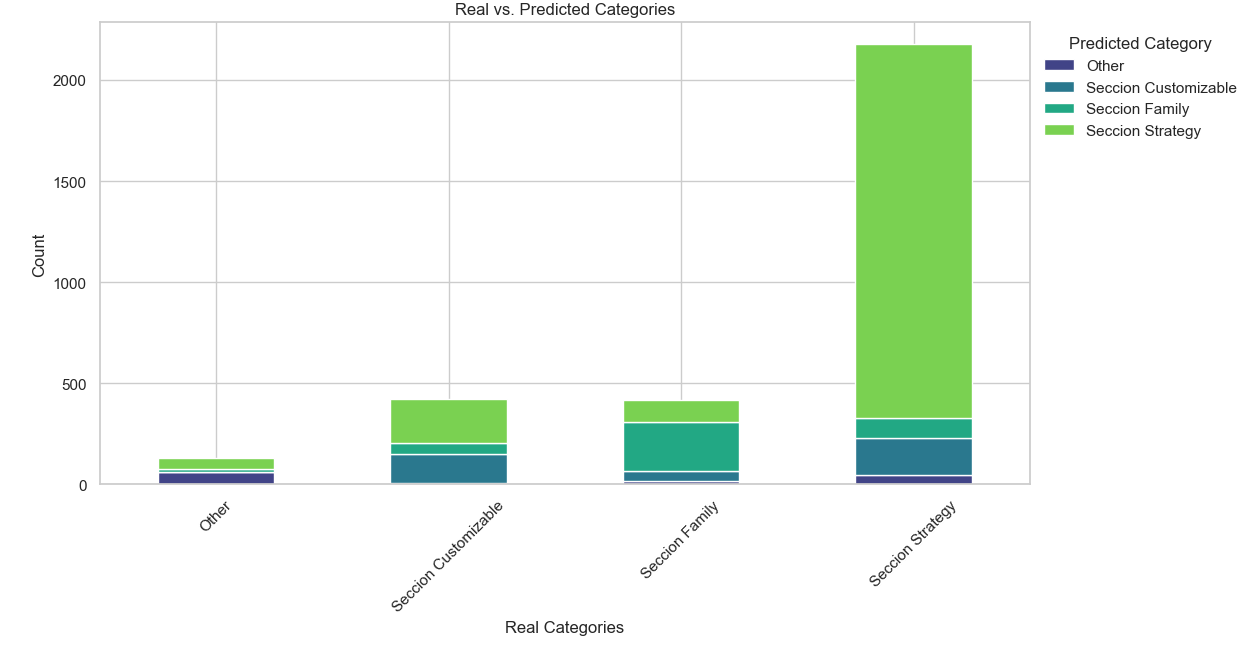 Real vs. Predicted Categories
Predicted Category
Other
Seccion Customizable
Seccion Family
Seccion Strategy
2000
1500
1000
500
0
Count
Other
Seccion Customizable
Seccion Family
Seccion Strategy
Real Categories